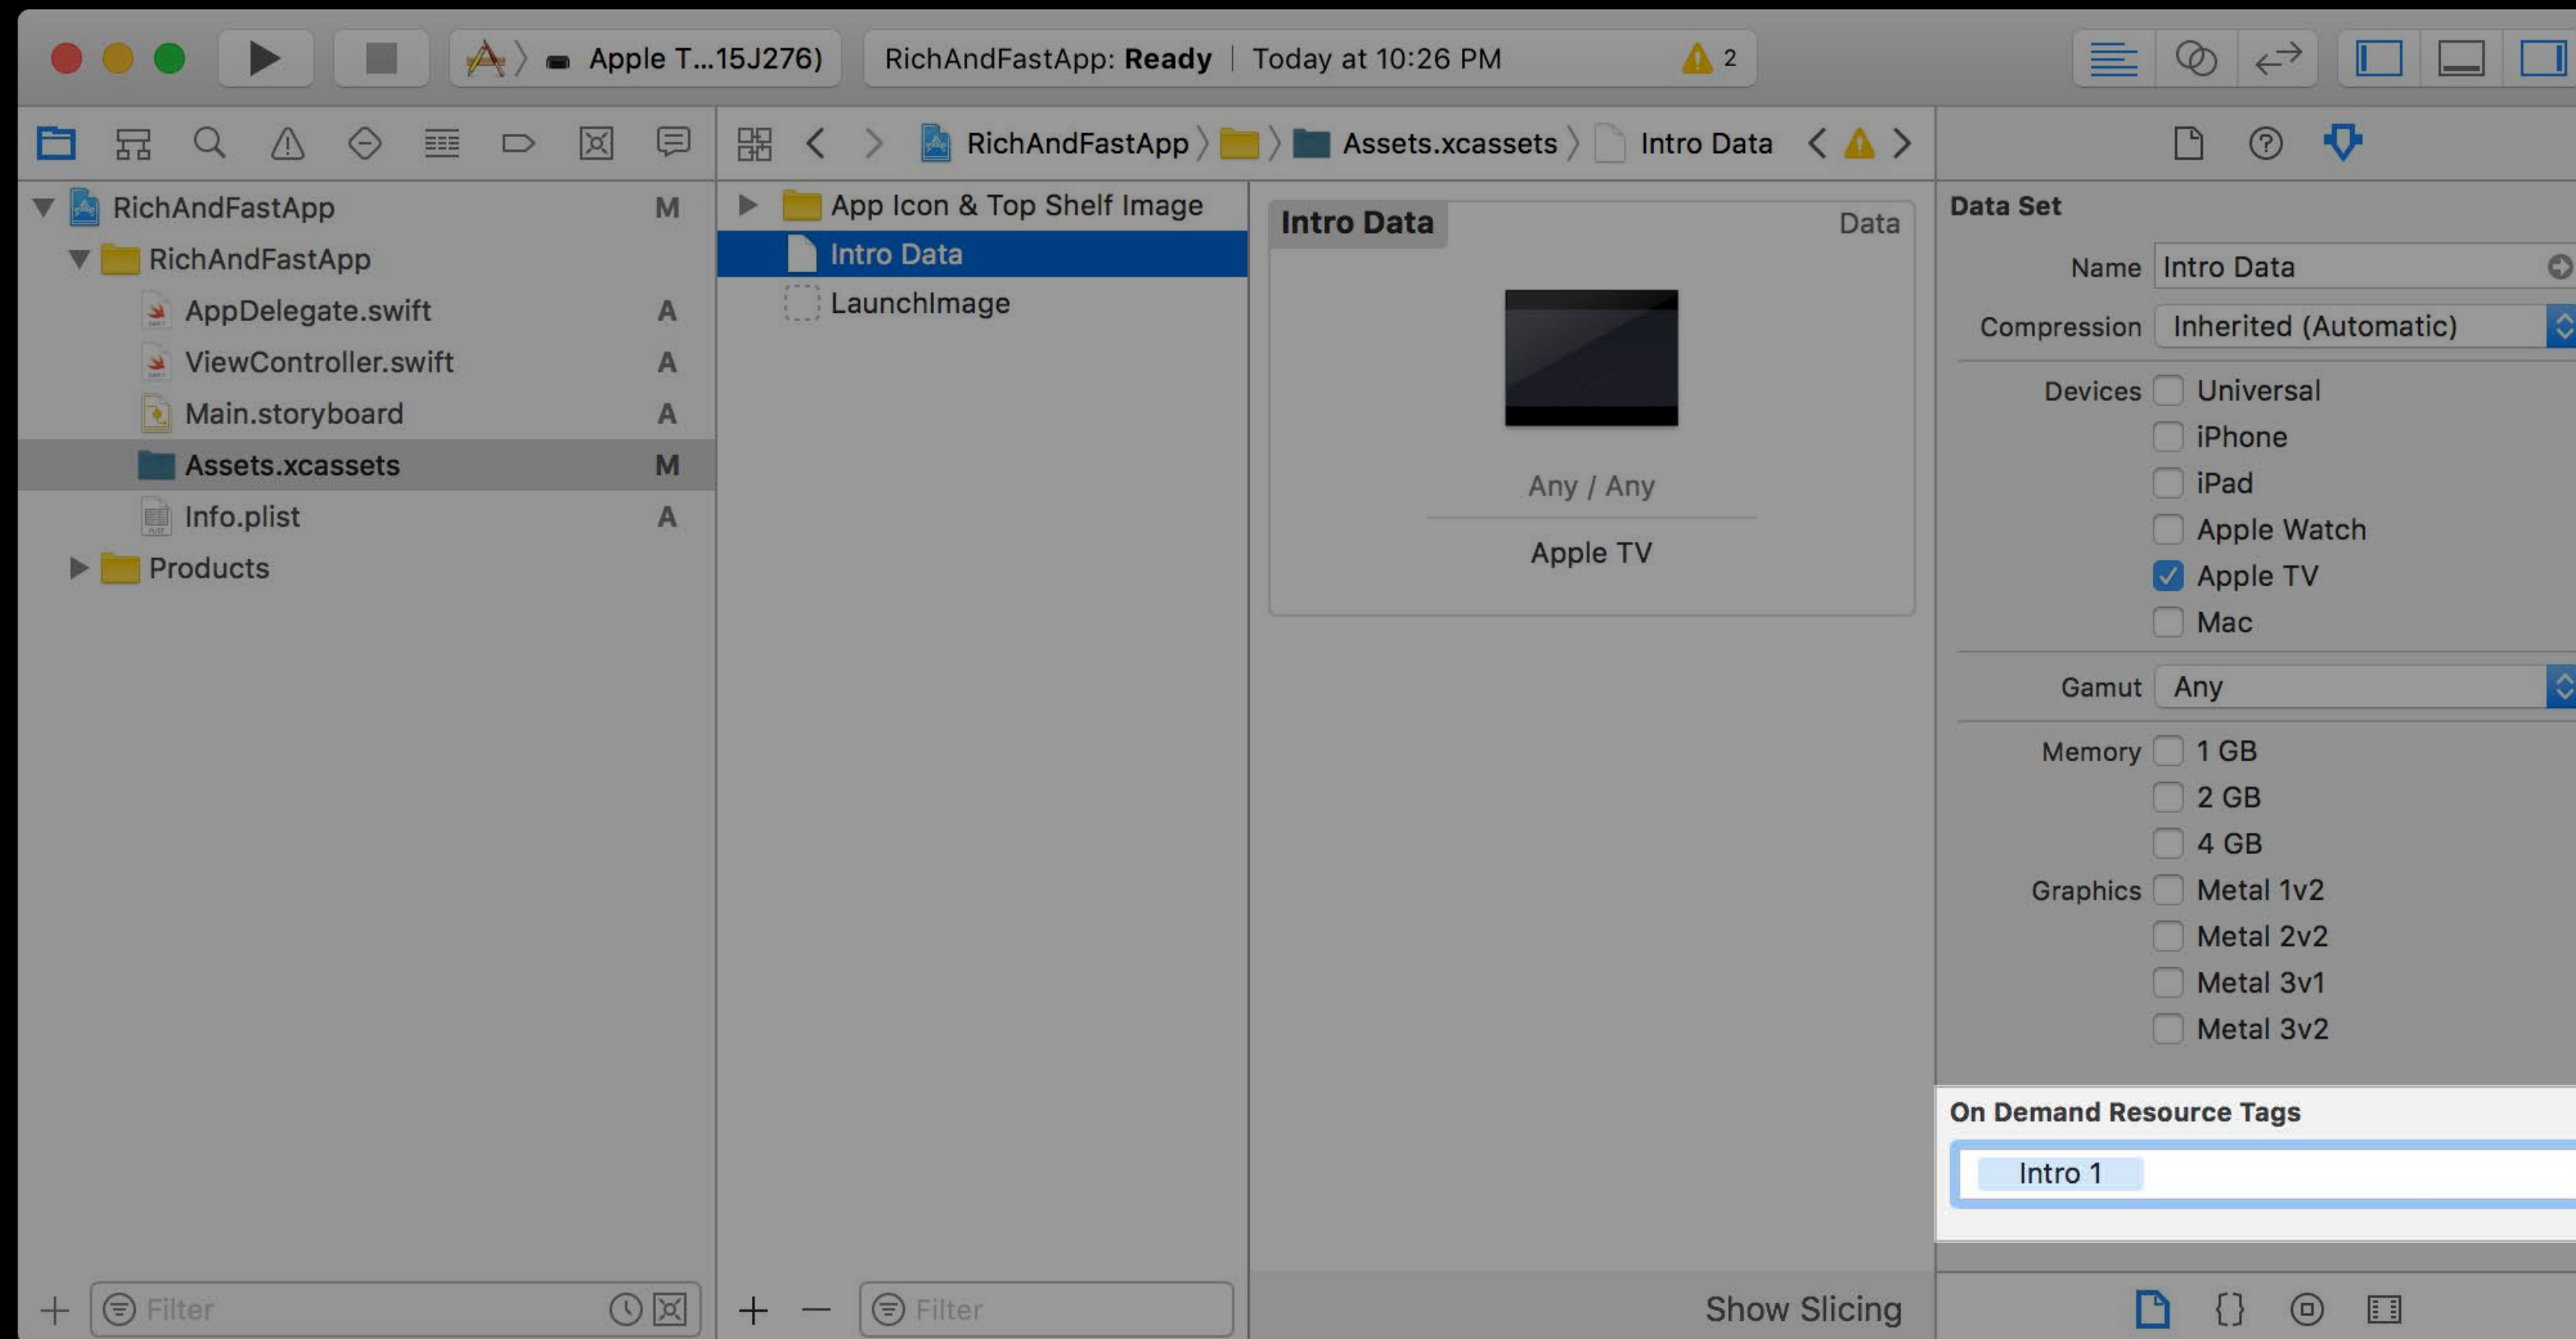 Apple T...15J276)
RichAndFastApp: Ready | Today at 10:26 PM
2
RichAndFastApp
Assets.xcassets
Intro Data
RichAndFastApp M
RichAndFastApp
AppDelegate.swift A
ViewController.swift A
Main.storyboard A
Assets.xcassets M
Info.plist A
Products
Filter
App Icon & Top Shelf Image
Intro Data
LaunchImage
Filter
Intro Data Data
Any / Any
Apple TV
Show Slicing
Data Set
Name Intro Data
Compression Inherited (Automatic)
Devices Universal
iPhone
iPad
Apple Watch
Apple TV
Mac
Gamut Any
Memory 1 GB
2 GB
4 GB
Graphics Metal 1v2
Metal 2v2
Metal 3v1
Metal 3v2
On Demand Resource Tags
Intro 1